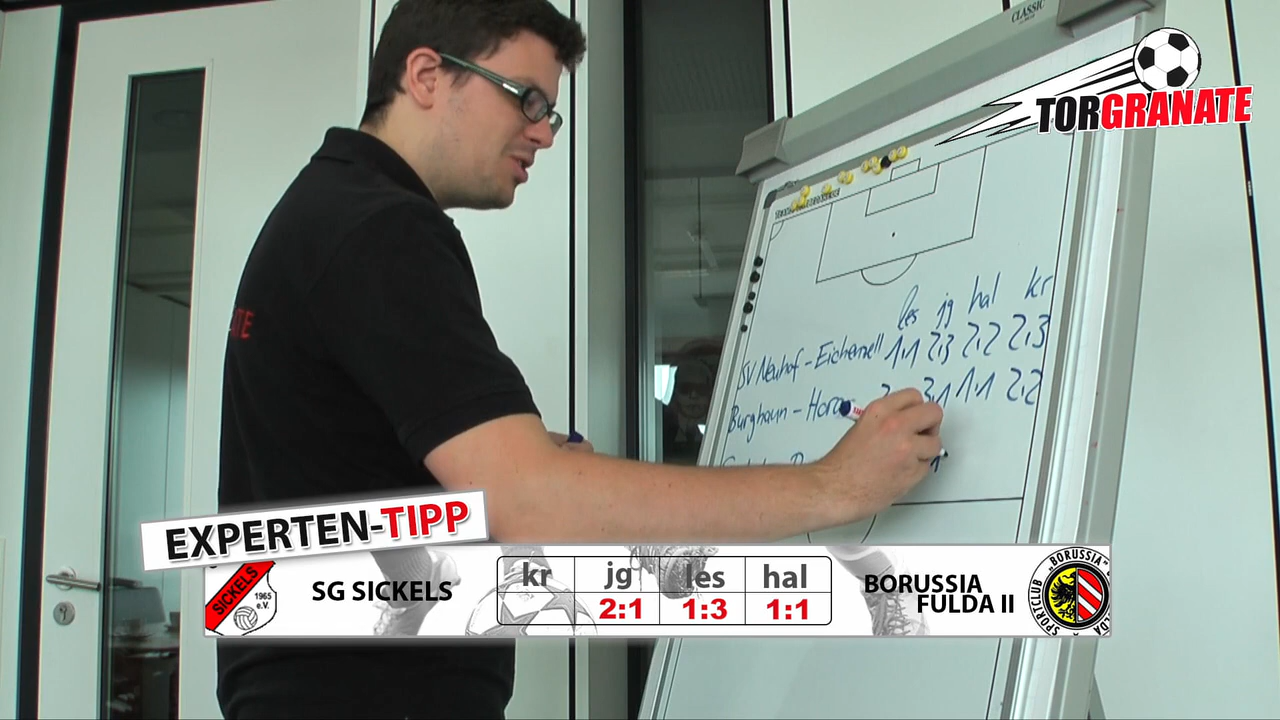 CLASSIC
TORGRANATE
les jg hal kr
SV Neuhof - Eichenzell 1:1 2:3 2:2 2:3
Burghaun - 3:1 1:1 2:2
EXPERTEN-TIPP
SICKELS
1965
e.V.
SG SICKELS
kr jg les hal
2:1 1:3 1:1
BORUSSIA
FULDA II
SPORTCLUB "BORUSSIA" FULDA